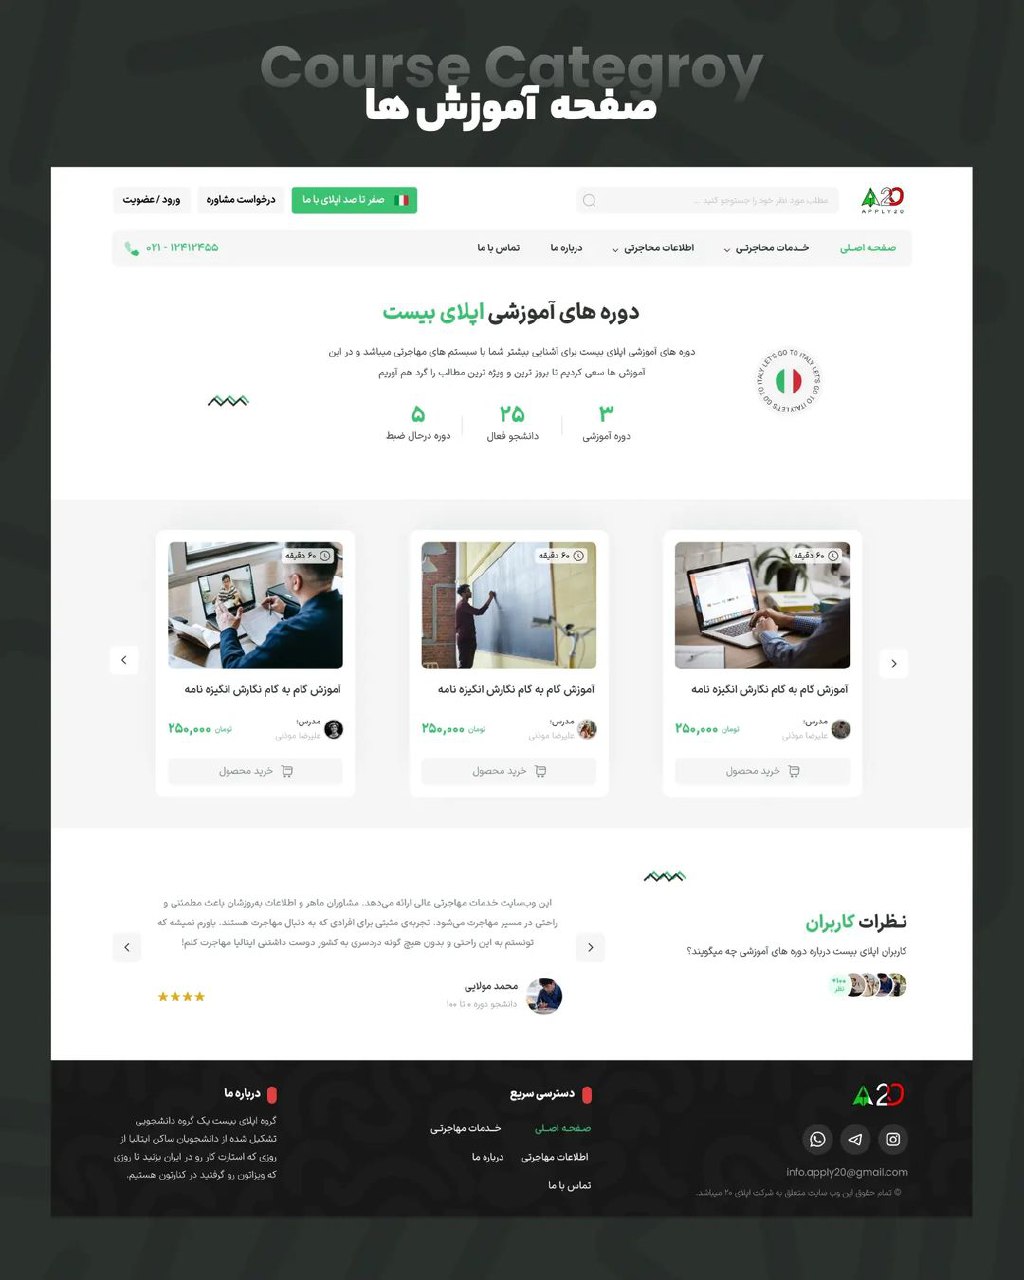 Course Categroy
صفحه آموزش ها
A20
APPLY20
مطلب مورد نظر خود را جستوجو کنید ...
صفر تا صد اپلای با ما
درخواست مشاوره
ورود / عضویت
صفحه اصلی
خدمات مهاجرتی
اطلاعات مهاجرتی
درباره ما
تماس با ما
۰۲۱ - ۱۲۴۱۲۴۵۵
دوره های آموزشی اپلای بیست
دوره های آموزشی اپلای بیست برای آشنایی بیشتر شما با سیستم های مهاجرتی میباشد و در این
آموزش ها سعی کردیم تا بروز ترین و ویژه ترین مطالب را گرد هم آوریم
LET'S GO TO ITALY LET'S GO TO ITALY LET'S GO TO ITALY
۳
دوره آموزشی
۲۵
دانشجو فعال
۵
دوره درحال ضبط
۶۰ دقیقه
آموزش گام به گام نگارش انگیزه نامه
مدرس:
علیرضا موذنی
۲۵۰,۰۰۰ تومان
خرید محصول
۶۰ دقیقه
آموزش گام به گام نگارش انگیزه نامه
مدرس:
علیرضا موذنی
۲۵۰,۰۰۰ تومان
خرید محصول
۶۰ دقیقه
آموزش گام به گام نگارش انگیزه نامه
مدرس:
علیرضا موذنی
۲۵۰,۰۰۰ تومان
خرید محصول
نظرات کاربران
کاربران اپلای بیست درباره دوره های آموزشی چه میگویند؟
۱۰۰+
نظر
این وب‌سایت خدمات مهاجرتی عالی ارائه می‌دهد. مشاوران ماهر و اطلاعات به‌روزشان باعث مطمئنی و
راحتی در مسیر مهاجرت می‌شود. تجربه‌ی مثبتی برای افرادی که به دنبال مهاجرت هستند. باورم نمیشه که
تونستم به این راحتی و بدون هیچ گونه دردسری به کشور دوست داشتنی ایتالیا مهاجرت کنم!
محمد مولایی
دانشجو دوره ۰ تا ۱۰۰
A20
info.apply20@gmail.com
© تمام حقوق این وب سایت متعلق به شرکت اپلای ۲۰ میباشد.
دسترسی سریع
صفحه اصلی
خدمات مهاجرتی
اطلاعات مهاجرتی
درباره ما
تماس با ما
درباره ما
گروه اپلای بیست یک گروه دانشجویی
تشکیل شده از دانشجویان ساکن ایتالیا از
روزی که استارت کار رو در ایران بزنید تا روزی
که ویزاتون رو گرفتید در کنارتون هستیم.